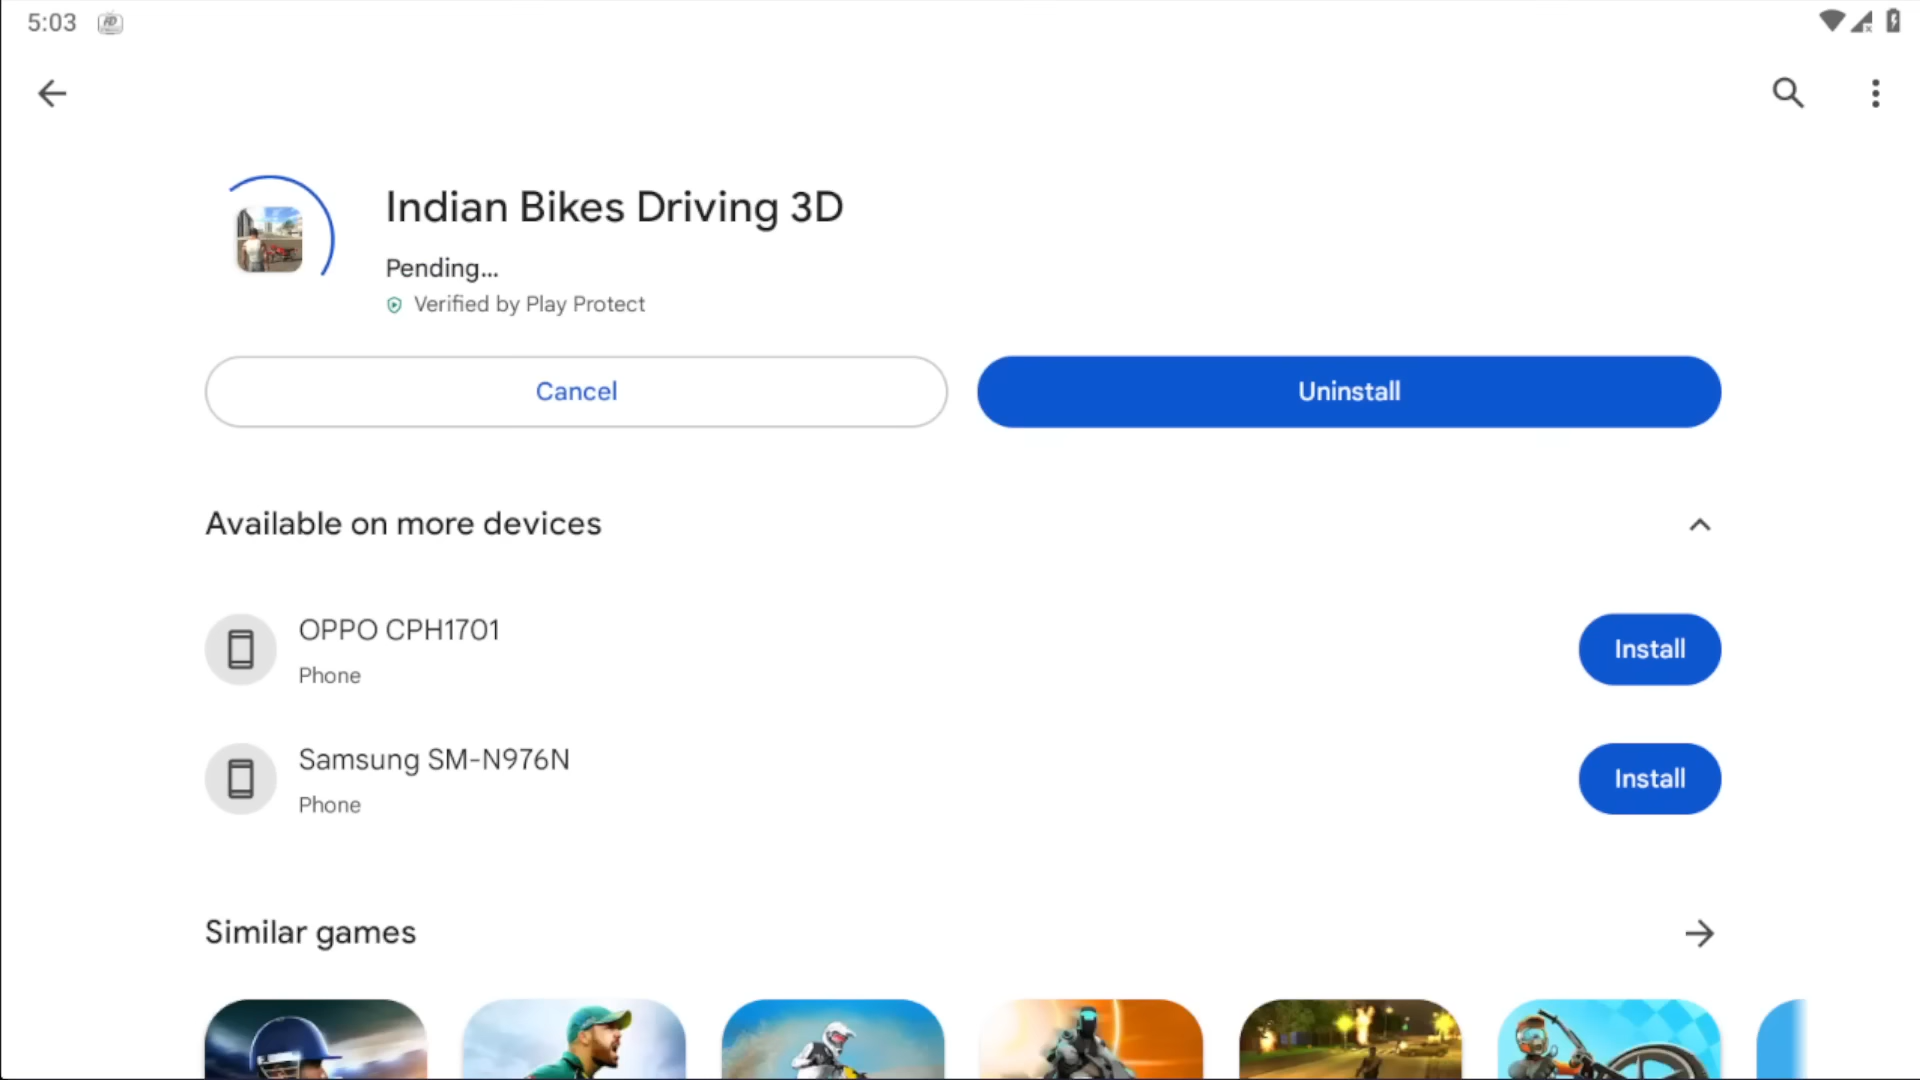 5:03
Indian Bikes Driving 3D
Pending...
Verified by Play Protect
Cancel
Uninstall
Available on more devices
OPPO CPH1701
Phone
Install
Samsung SM-N976N
Phone
Install
Similar games